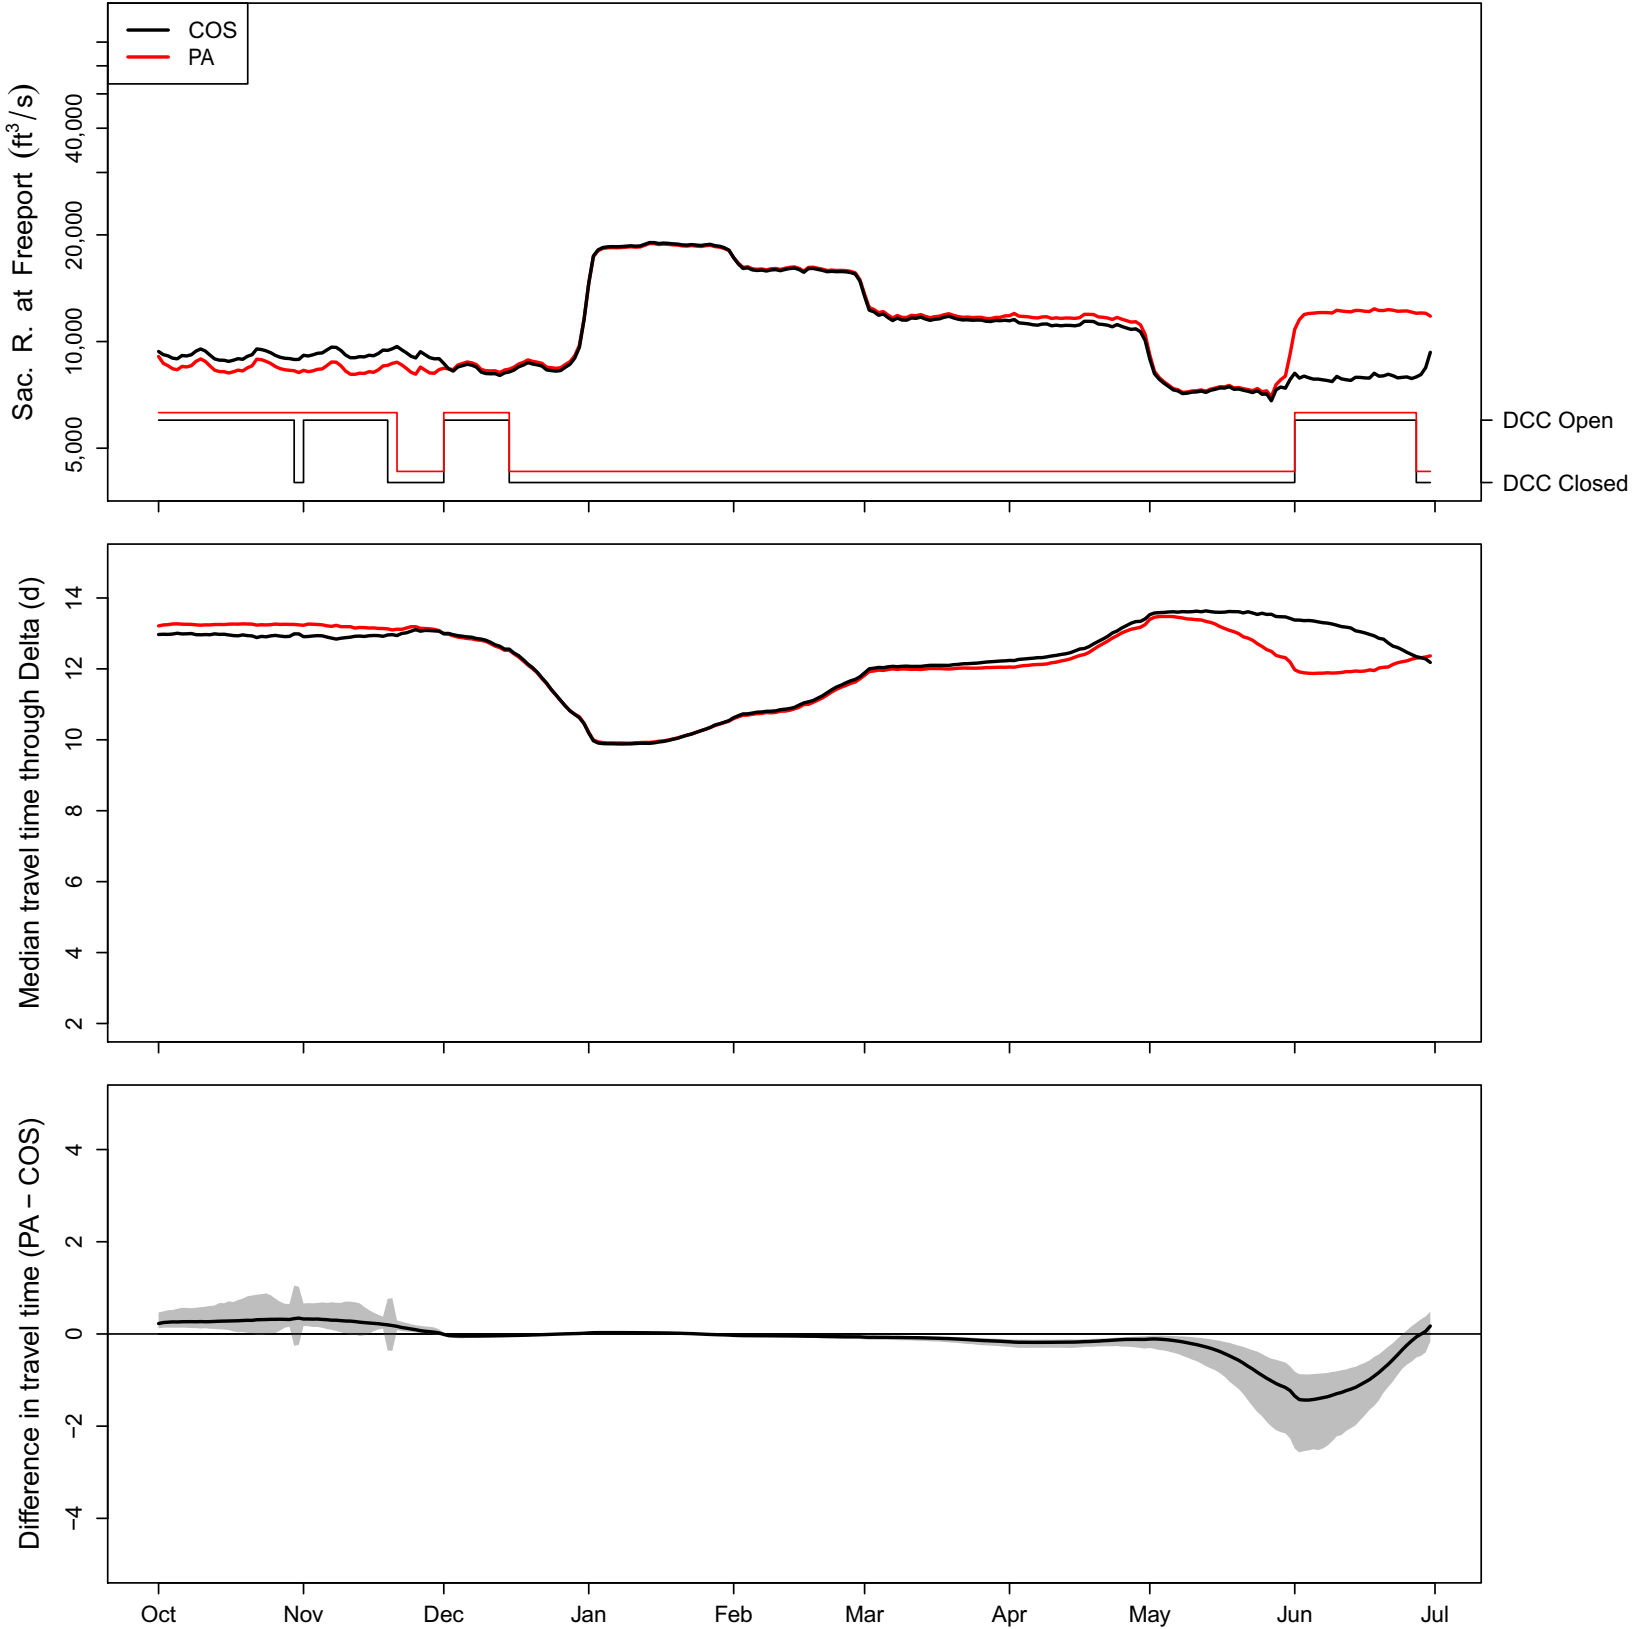 COS
PA
Sac. R. at Freeport (ft³/s)
40,000
20,000
10,000
5,000
DCC Open
DCC Closed
Median travel time through Delta (d)
14
12
10
8
6
4
2
Difference in travel time (PA − COS)
4
2
0
−2
−4
Oct Nov Dec Jan Feb Mar Apr May Jun Jul